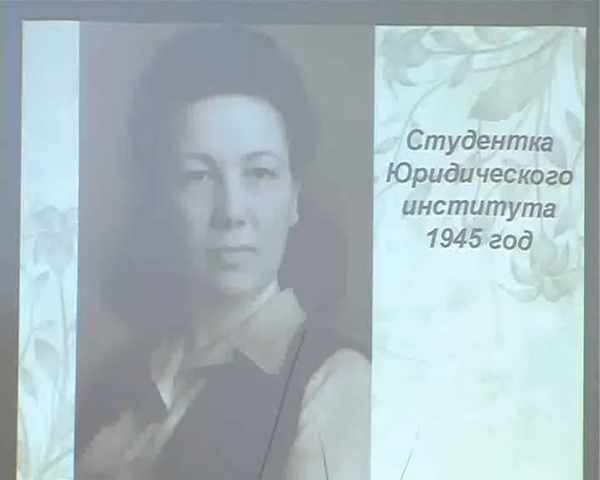 Студентка
Юридического
института
1945 год